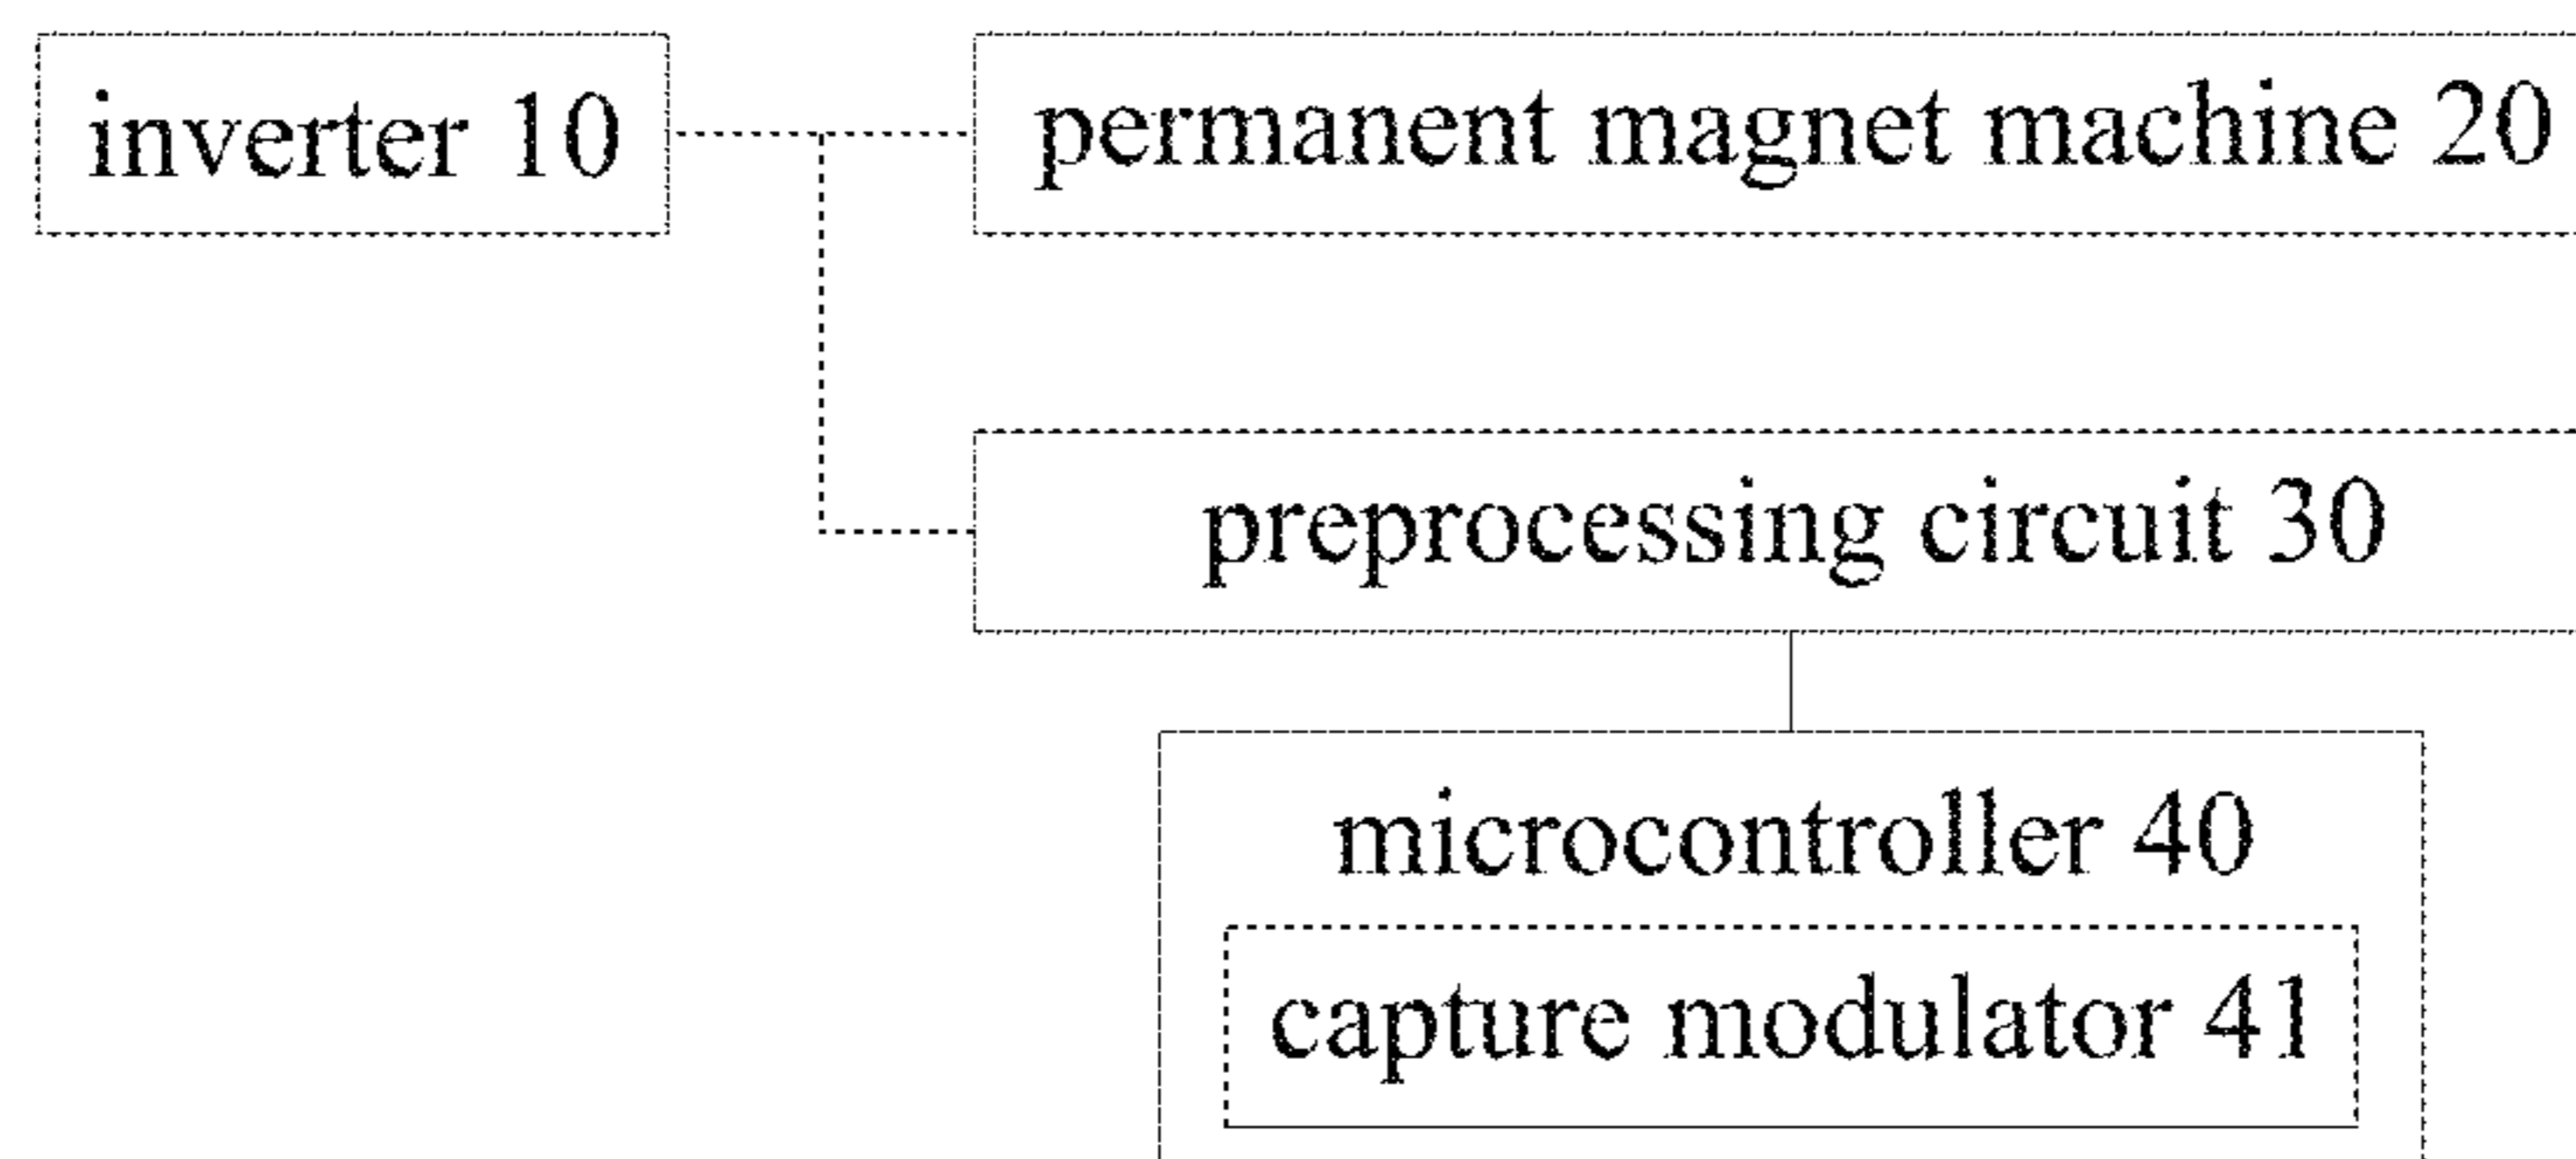 inverter 10
permanent magnet machine 20
preprocessing circuit 30
microcontroller 40
capture modulator 41